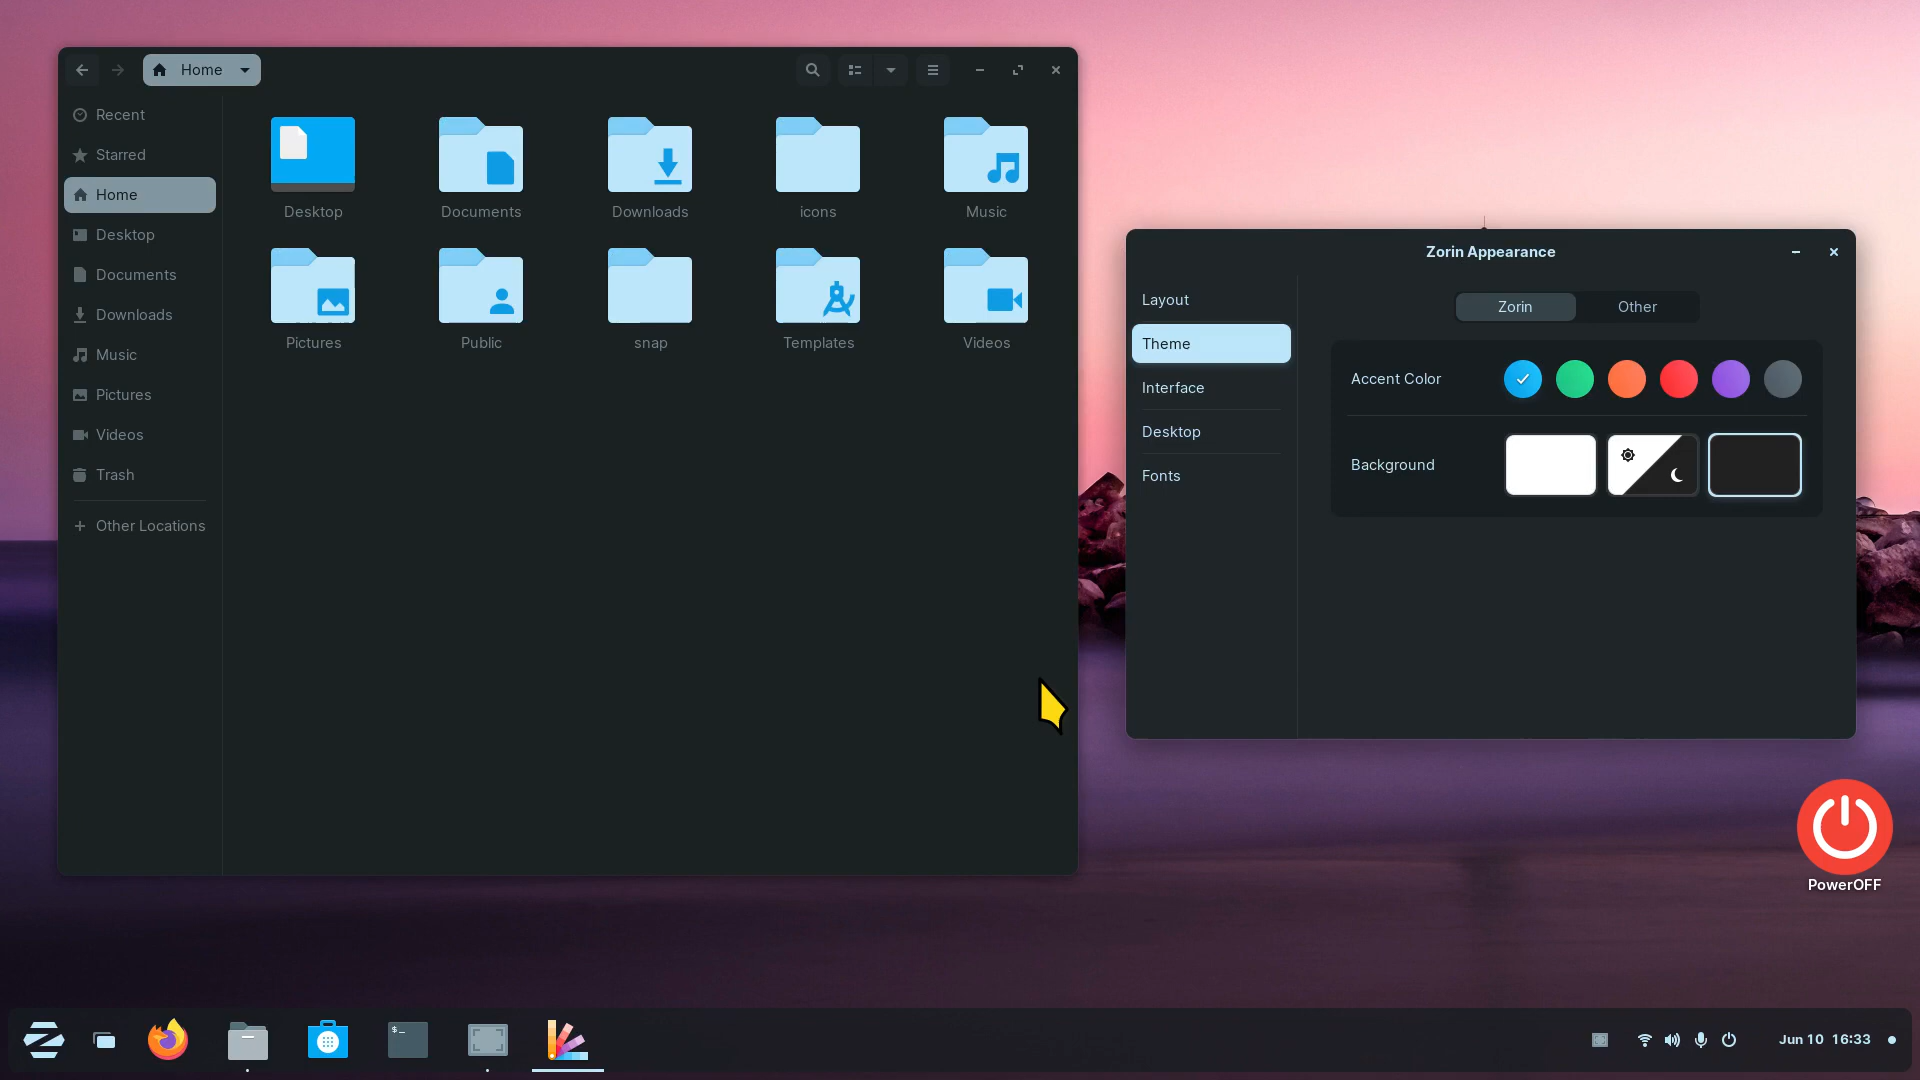 Home
Recent
Starred
Home
Desktop
Documents
Downloads
Music
Pictures
Videos
Trash
Other Locations
Desktop
Documents
Downloads
icons
Music
Pictures
Public
snap
Templates
Videos
Zorin Appearance
Layout
Theme
Interface
Desktop
Fonts
Zorin
Other
Accent Color
Background
PowerOFF
$_
Jun 10 16:33